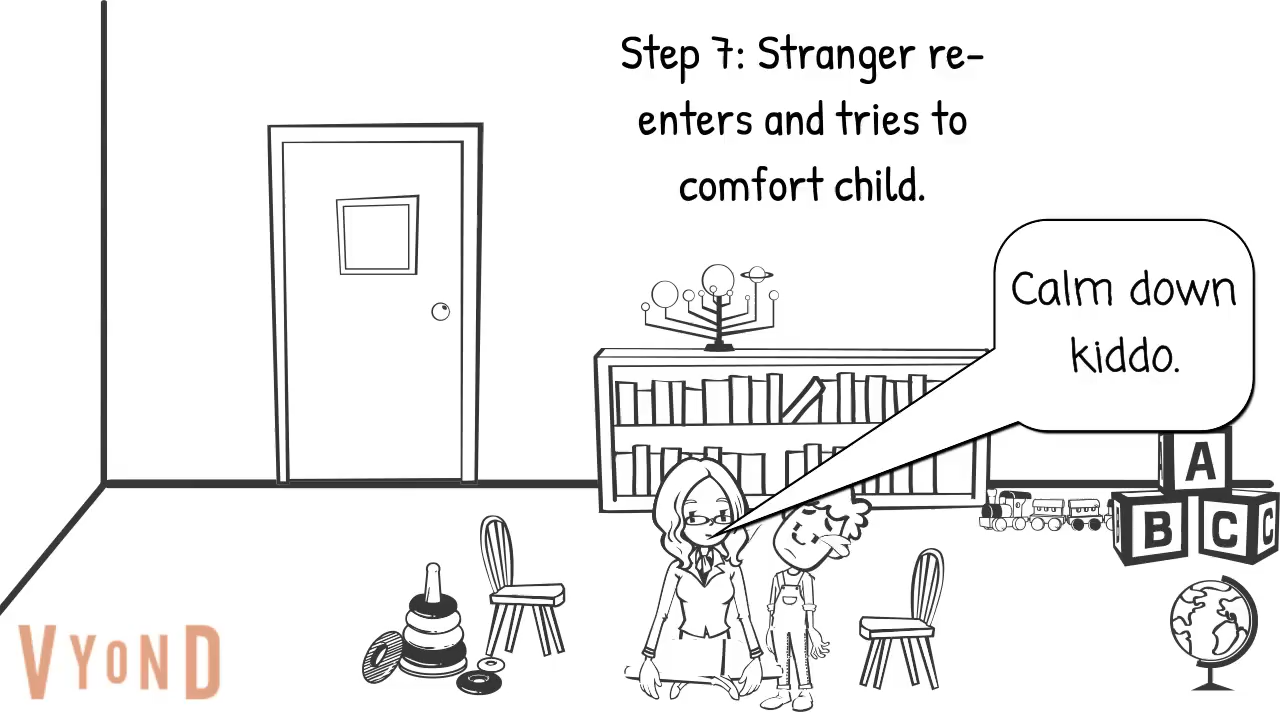 Step 7: Stranger re-
enters and tries to
comfort child.
Calm down
kiddo.
A
B C C
VYOND